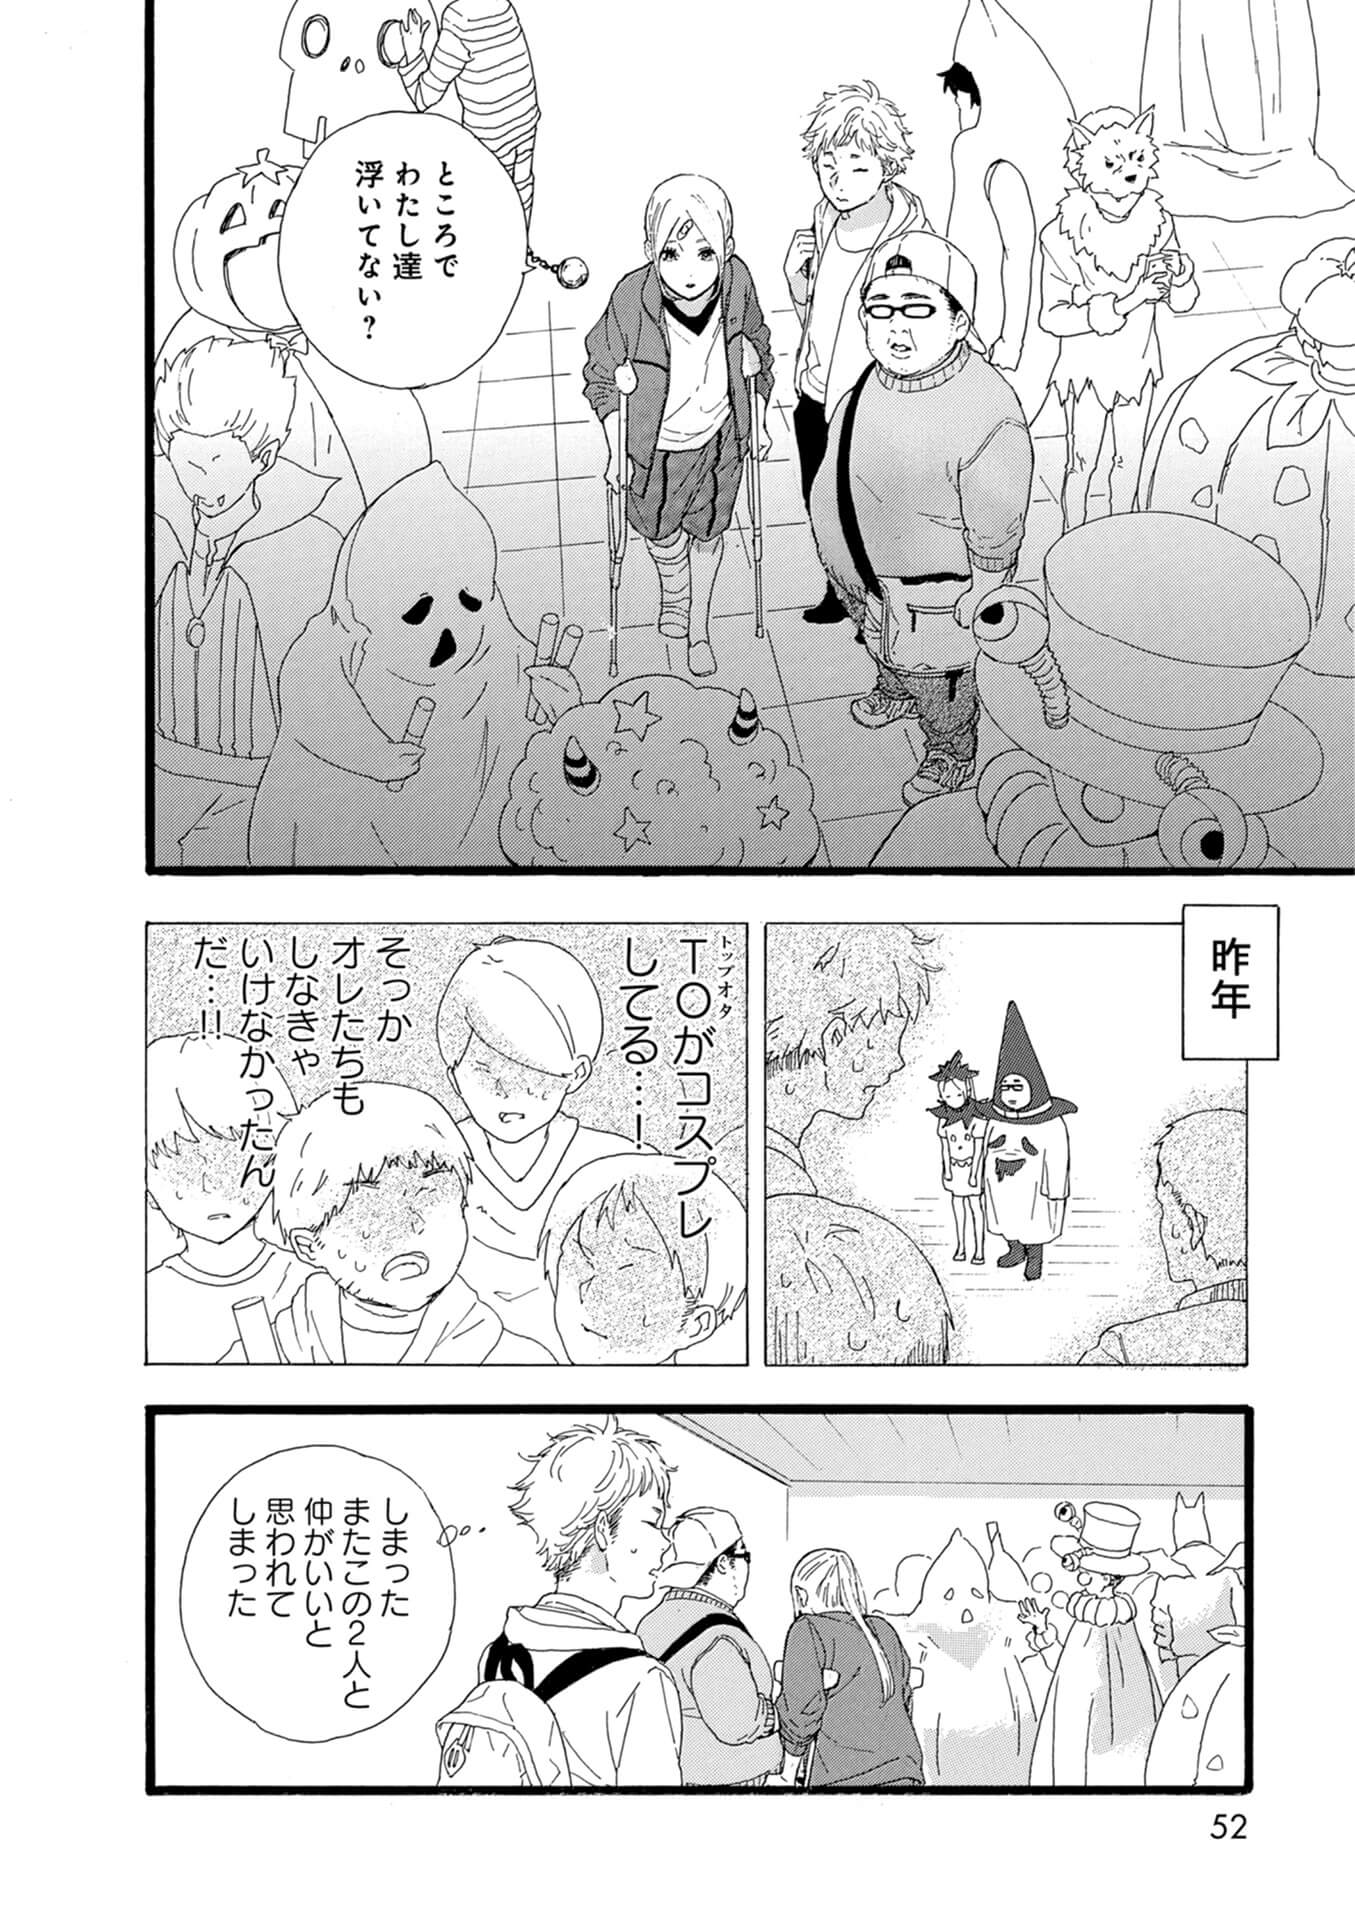 ところで
わたし達
浮いてない?
昨年
TOがコスプレ
トップオタ
してる…!
そっか
オレたちも
しなきゃ
いけなかったん
だ…!!
しまった
またこの2人と
仲がいいと
思われて
しまった
52